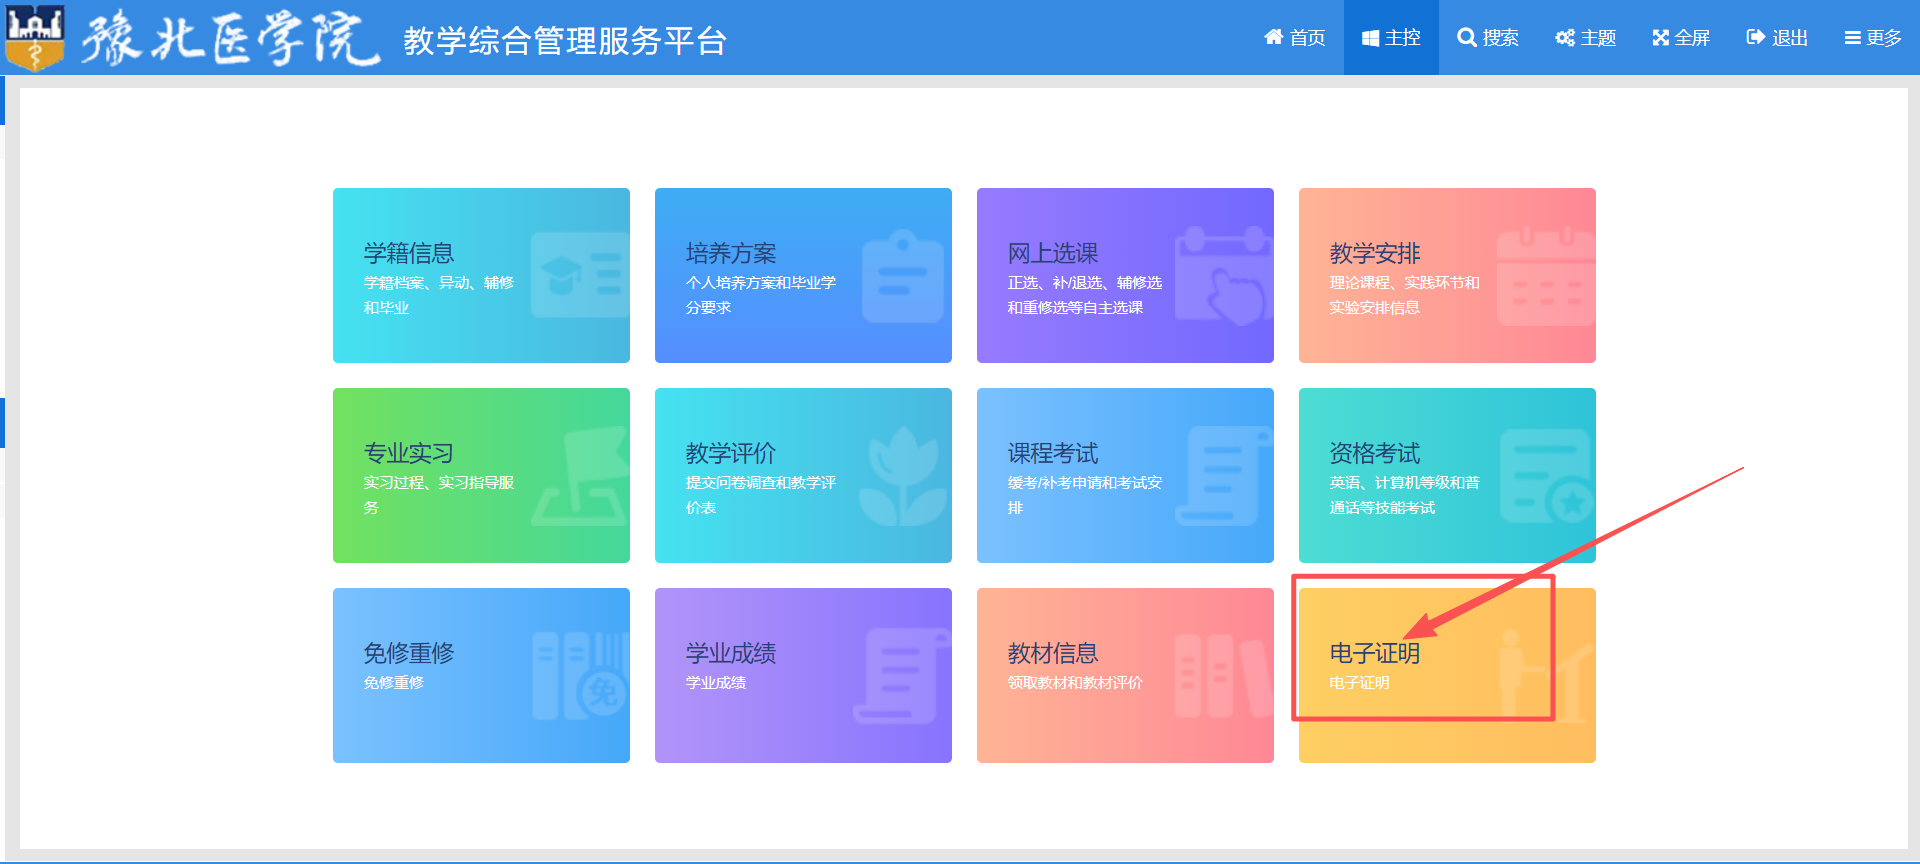 豫北医学院 教学综合管理服务平台 首页 主控 搜索 主题 全屏 退出 更多
学籍信息
学籍档案、异动、辅修
和毕业
培养方案
个人培养方案和毕业学
分要求
网上选课
正选、补/退选、辅修选
和重修选等自主选课
教学安排
理论课程、实践环节和
实验安排信息
专业实习
实习过程、实习指导服
务
教学评价
提交问卷调查和教学评
价表
课程考试
缓考/补考申请和考试安
排
资格考试
英语、计算机等级和普
通话等技能考试
免修重修
免修重修
免
学业成绩
学业成绩
教材信息
领取教材和教材评价
电子证明
电子证明